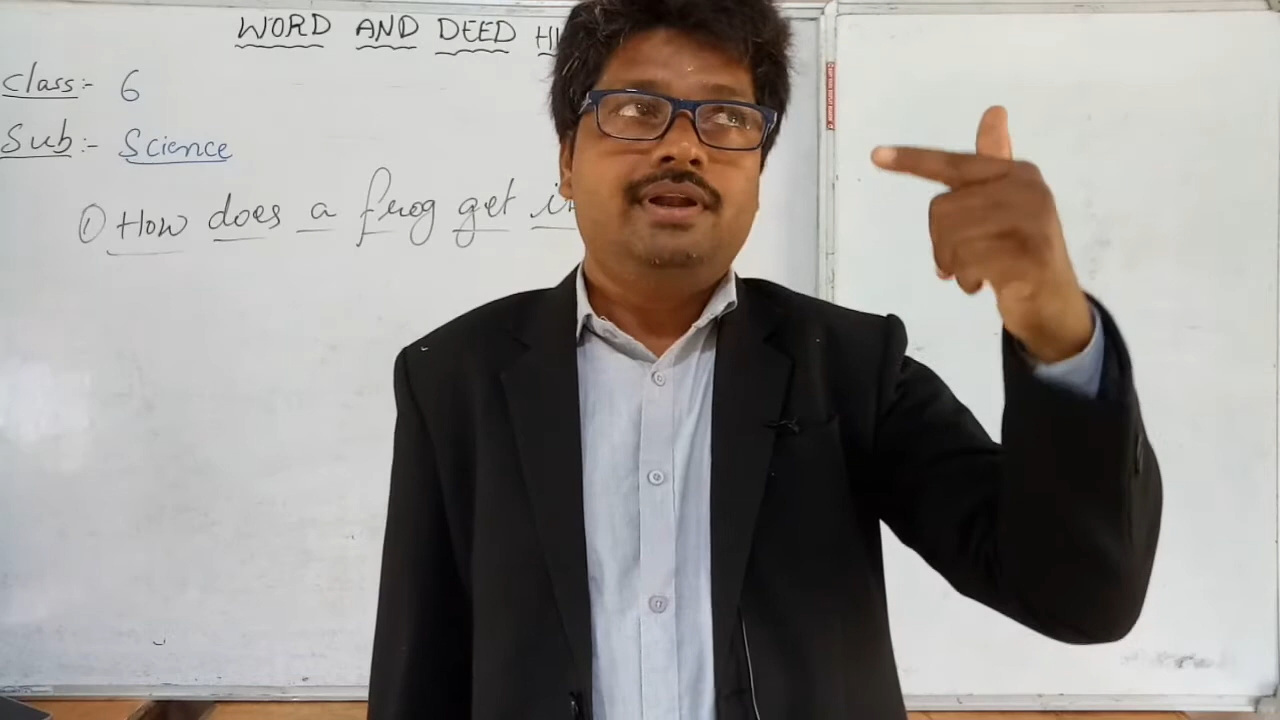 WORD AND DEED
Class:- 6
Sub:- Science
① How does a frog get